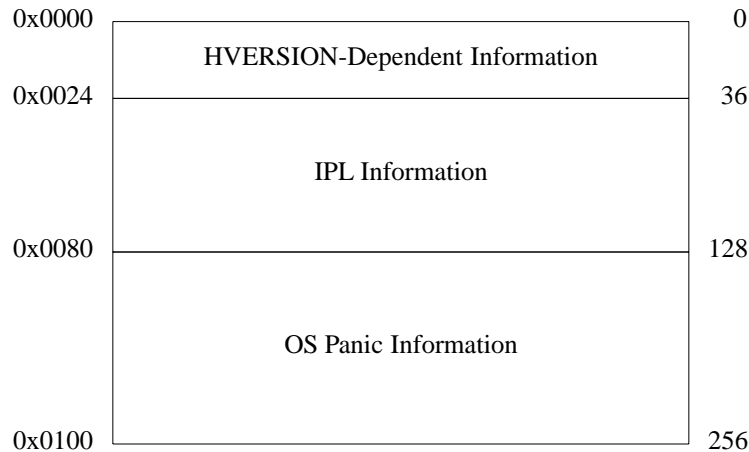 0x0000 0
HVERSION-Dependent Information
0x0024 36
IPL Information
0x0080 128
OS Panic Information
0x0100 256